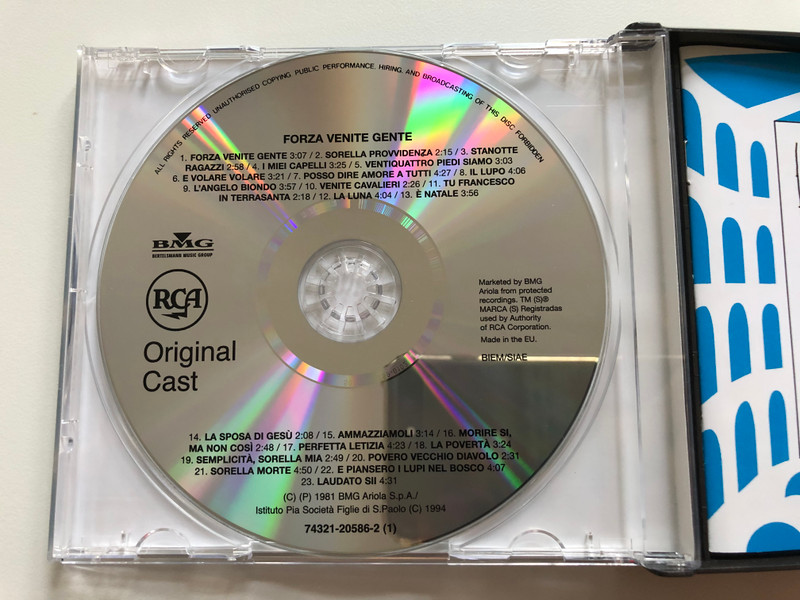 ALL RIGHTS RESERVED UNAUTHORISED COPYING. PUBLIC PERFORMANCE. HIRING. AND BROADCASTING OF THIS DISC FORBIDDEN
FORZA VENITE GENTE
1. FORZA VENITE GENTE 3:07 / 2. SORELLA PROVVIDENZA 2:15 / 3. STANOTTE
RAGAZZI 2:58 / 4. I MIEI CAPELLI 3:25 / 5. VENTIQUATTRO PIEDI SIAMO 3:03
6. E VOLARE VOLARE 3:21 / 7. POSSO DIRE AMORE A TUTTI 4:27 / 8. IL LUPO 4:06
9. L'ANGELO BIONDO 3:57 / 10. VENITE CAVALIERI 2:26 / 11. TU FRANCESCO
IN TERRASANTA 2:18 / 12. LA LUNA 4:04 / 13. È NATALE 3:56
BMG
BERTELSMANN MUSIC GROUP
RCA
Original
Cast
Marketed by BMG
Ariola from protected
recordings. TM (S)®
MARCA (S) Registradas
used by Authority
of RCA Corporation.
Made in the EU.
BIEM/SIAE
14. LA SPOSA DI GESÙ 2:08 / 15. AMMAZZIAMOLI 3:14 / 16. MORIRE SI,
MA NON COSÌ 2:48 / 17. PERFETTA LETIZIA 4:23 / 18. LA POVERTÀ 3:24
19. SEMPLICITÀ, SORELLA MIA 2:49 / 20. POVERO VECCHIO DIAVOLO 2:31
21. SORELLA MORTE 4:50 / 22. E PIANSERO I LUPI NEL BOSCO 4:07
23. LAUDATO SII 4:31
(C) (P) 1981 BMG Ariola S.p.A./
Istituto Pia Società Figlie di S.Paolo (C) 1994
74321-20586-2 (1)